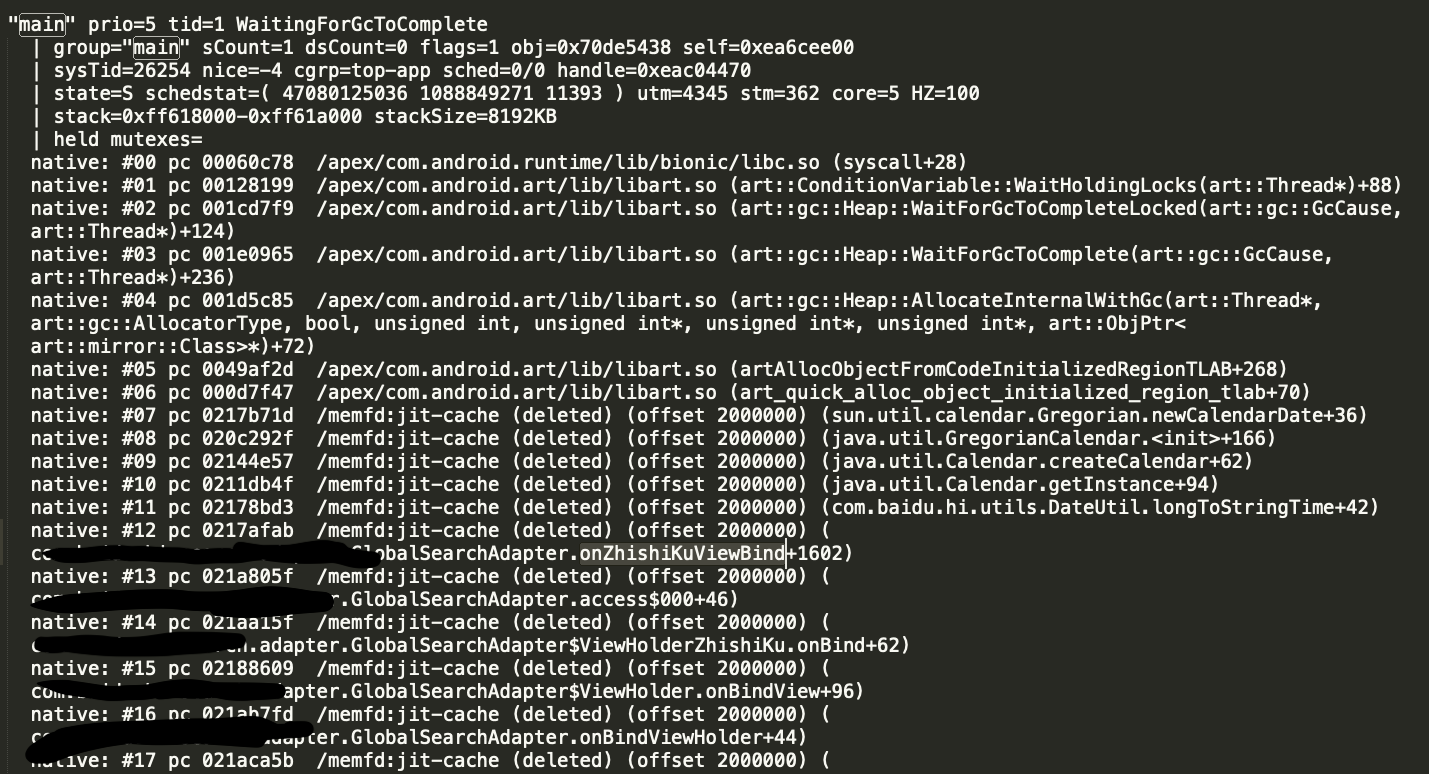 "main" prio=5 tid=1 WaitingForGcToComplete
| group="main" sCount=1 dsCount=0 flags=1 obj=0x70de5438 self=0xea6cee00
| sysTid=26254 nice=-4 cgrp=top-app sched=0/0 handle=0xeac04470
| state=S schedstat=( 47080125036 1088849271 11393 ) utm=4345 stm=362 core=5 HZ=100
| stack=0xff618000-0xff61a000 stackSize=8192KB
| held mutexes=
native: #00 pc 00060c78  /apex/com.android.runtime/lib/bionic/libc.so (syscall+28)
native: #01 pc 00128199  /apex/com.android.art/lib/libart.so (art::ConditionVariable::WaitHoldingLocks(art::Thread*)+88)
native: #02 pc 001cd7f9  /apex/com.android.art/lib/libart.so (art::gc::Heap::WaitForGcToCompleteLocked(art::gc::GcCause,
art::Thread*)+124)
native: #03 pc 001e0965  /apex/com.android.art/lib/libart.so (art::gc::Heap::WaitForGcToComplete(art::gc::GcCause,
art::Thread*)+236)
native: #04 pc 001d5c85  /apex/com.android.art/lib/libart.so (art::gc::Heap::AllocateInternalWithGc(art::Thread*,
art::gc::AllocatorType, bool, unsigned int, unsigned int*, unsigned int*, unsigned int*, art::ObjPtr<
art::mirror::Class>*)+72)
native: #05 pc 0049af2d  /apex/com.android.art/lib/libart.so (artAllocObjectFromCodeInitializedRegionTLAB+268)
native: #06 pc 000d7f47  /apex/com.android.art/lib/libart.so (art_quick_alloc_object_initialized_region_tlab+70)
native: #07 pc 0217b71d  /memfd:jit-cache (deleted) (offset 2000000) (sun.util.calendar.Gregorian.newCalendarDate+36)
native: #08 pc 020c292f  /memfd:jit-cache (deleted) (offset 2000000) (java.util.GregorianCalendar.<init>+166)
native: #09 pc 02144e57  /memfd:jit-cache (deleted) (offset 2000000) (java.util.Calendar.createCalendar+62)
native: #10 pc 0211db4f  /memfd:jit-cache (deleted) (offset 2000000) (java.util.Calendar.getInstance+94)
native: #11 pc 02178bd3  /memfd:jit-cache (deleted) (offset 2000000) (com.baidu.hi.utils.DateUtil.longToStringTime+42)
native: #12 pc 0217afab  /memfd:jit-cache (deleted) (offset 2000000) (
GlobalSearchAdapter.onZhishiKuViewBind+1602)
native: #13 pc 021a805f  /memfd:jit-cache (deleted) (offset 2000000) (
.GlobalSearchAdapter.access$000+46)
native: #14 pc 021aa15f  /memfd:jit-cache (deleted) (offset 2000000) (
.adapter.GlobalSearchAdapter$ViewHolderZhishiKu.onBind+62)
native: #15 pc 02188609  /memfd:jit-cache (deleted) (offset 2000000) (
apter.GlobalSearchAdapter$ViewHolder.onBindView+96)
native: #16 pc 021ab7fd  /memfd:jit-cache (deleted) (offset 2000000) (
.GlobalSearchAdapter.onBindViewHolder+44)
native: #17 pc 021aca5b  /memfd:jit-cache (deleted) (offset 2000000) (